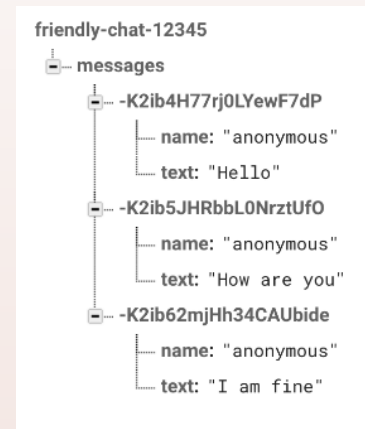 friendly-chat-12345
messages
-K2ib4H77rj0LYewF7dP
name: "anonymous"
text: "Hello"
-K2ib5JHRbbL0NrztUfO
name: "anonymous"
text: "How are you"
-K2ib62mjHh34CAUbide
name: "anonymous"
text: "I am fine"